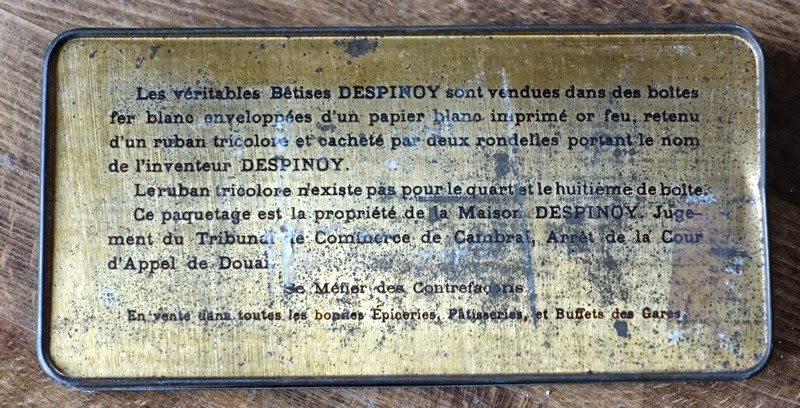 Les véritables Bêtises DESPINOY sont vendues dans des boîtes
fer blanc enveloppées d'un papier blanc imprimé or feu, retenu
d'un ruban tricolore et cacheté par deux rondelles portant le nom
de l'inventeur DESPINOY.
Le ruban tricolore n'existe pas pour le quart et le huitième de boîte.
Ce paquetage est la propriété de la Maison DESPINOY. Juge-
ment du Tribunal de Commerce de Cambrai, Arrêt de la Cour
d'Appel de Douai.
Se Méfier des Contrefaçons
En vente dans toutes les bonnes Épiceries, Pâtisseries, et Buffets des Gares.